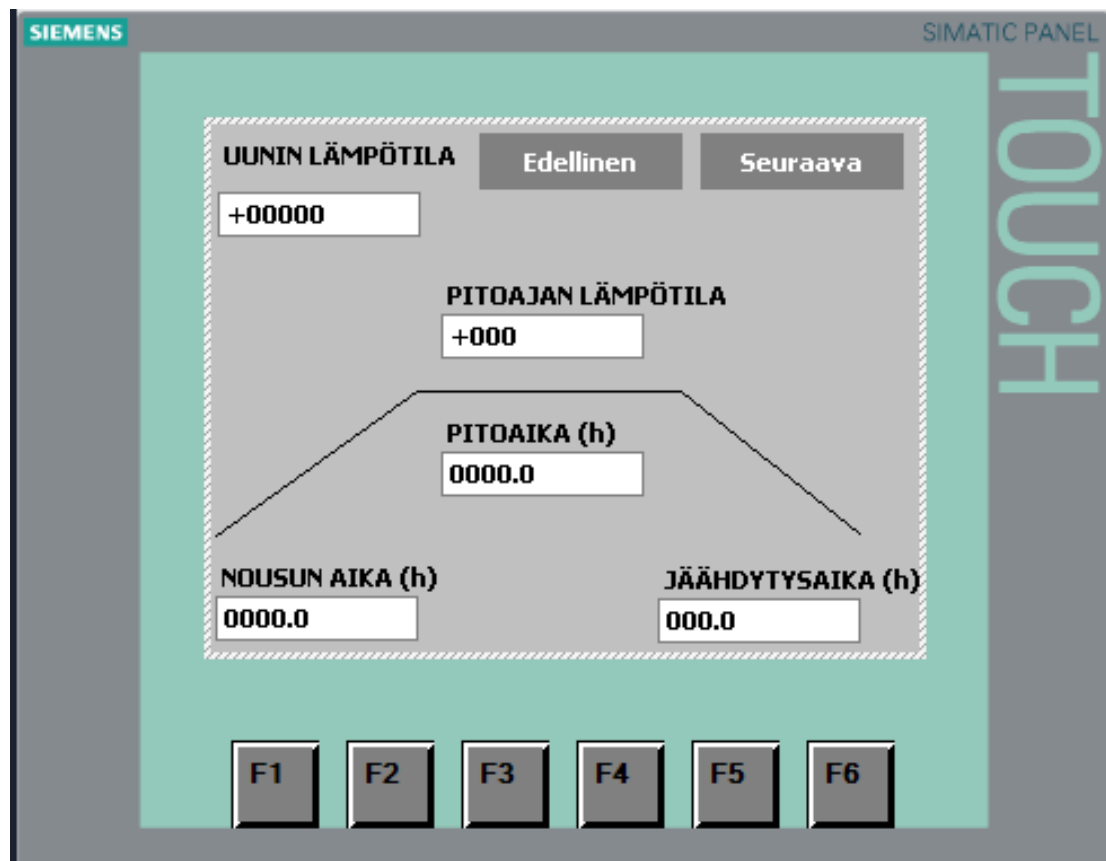 SIEMENS
SIMATIC PANEL
TOUCH
UUNIN LÄMPÖTILA
Edellinen
Seuraava
+00000
PITOAJAN LÄMPÖTILA
+000
PITOAIKA (h)
0000.0
NOUSUN AIKA (h)
JÄÄHDYTYSAIKA (h)
0000.0
000.0
F1
F2
F3
F4
F5
F6